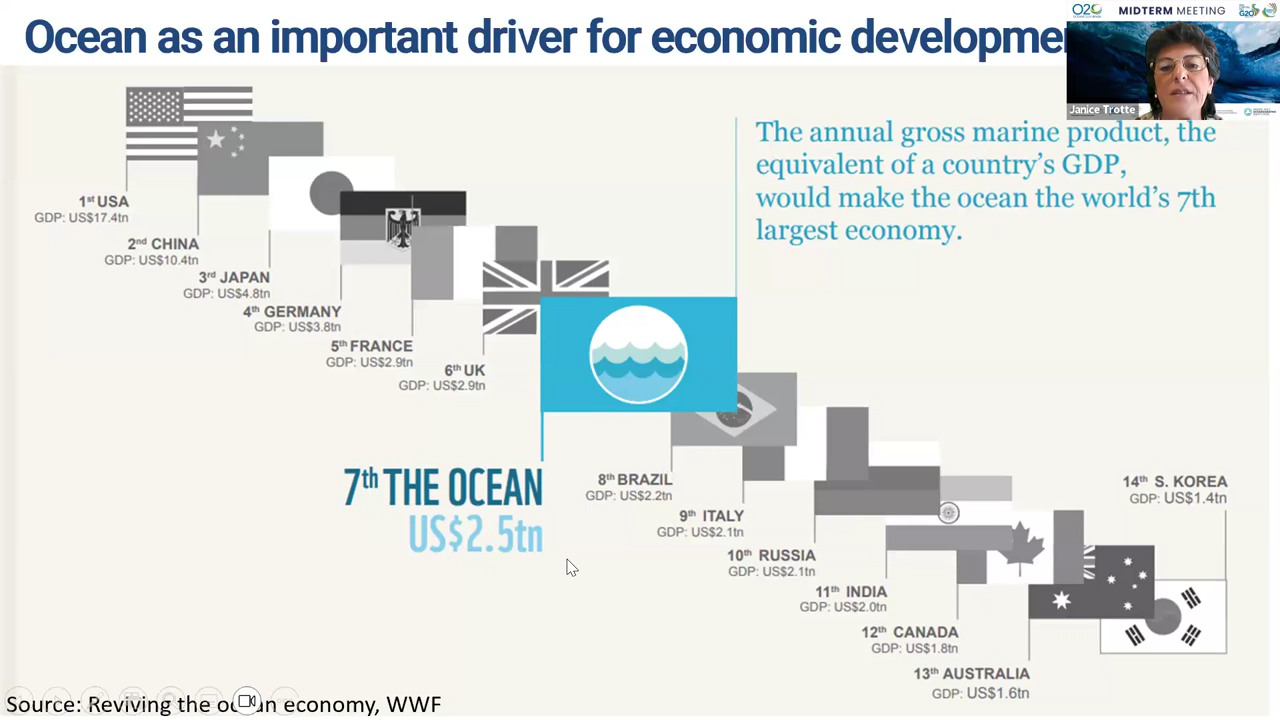 Ocean as an important driver for economic developme
O20
MIDTERM MEETING
G20
Janice Trotte
The annual gross marine product, the
equivalent of a country's GDP,
would make the ocean the world's 7th
largest economy.
1st USA
GDP: US$17.4tn
2nd CHINA
GDP: US$10.4tn
3rd JAPAN
GDP: US$4.8tn
4th GERMANY
GDP: US$3.8tn
5th FRANCE
GDP: US$2.9tn
6th UK
GDP: US$2.9tn
7th THE OCEAN
US$2.5tn
8th BRAZIL
GDP: US$2.2tn
9th ITALY
GDP: US$2.1tn
10th RUSSIA
GDP: US$2.1tn
11th INDIA
GDP: US$2.0tn
12th CANADA
GDP: US$1.8tn
13th AUSTRALIA
GDP: US$1.6tn
14th S. KOREA
GDP: US$1.4tn
Source: Reviving the ocean economy, WWF